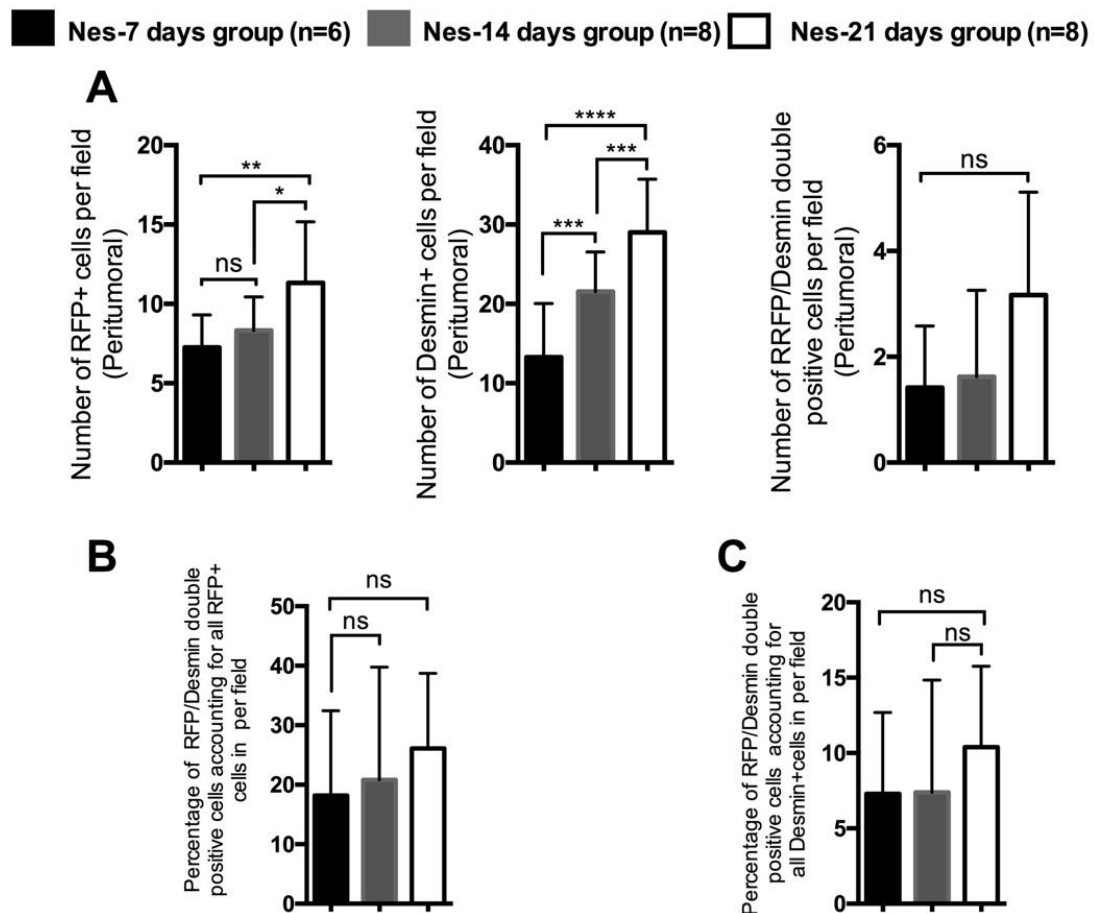 Nes-7 days group (n=6) Nes-14 days group (n=8) Nes-21 days group (n=8)
A
Number of RFP+ cells per field
(Peritumoral)
20
15
10
5
0
**
*
ns
Number of Desmin+ cells per field
(Peritumoral)
40
30
20
10
0
****
***
***
Number of RRFP/Desmin double
positive cells per field
(Peritumoral)
6
4
2
0
ns
B
Percentage of RFP/Desmin double
positive cells accounting for all RFP+
cells in per field
50
40
30
20
10
0
ns
ns
C
Percentage of RFP/Desmin double
positive cells accounting for
all Desmin+cells in per field
20
15
10
5
0
ns
ns